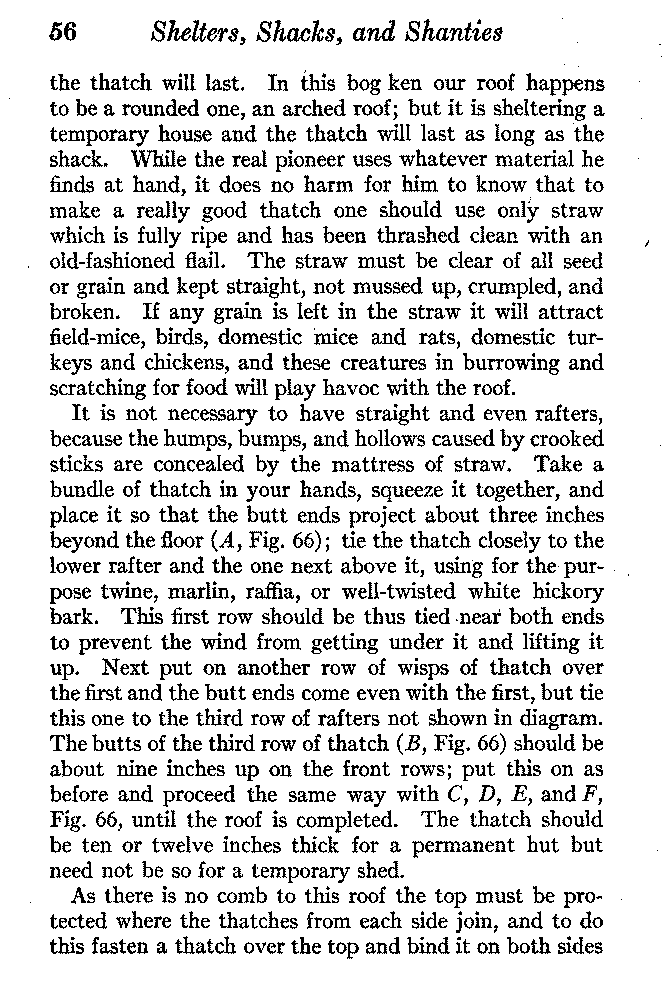 56 Shelters, Shacks, and Shanties
the thatch will last. In this bog ken our roof happens
to be a rounded one, an arched roof; but it is sheltering a
temporary house and the thatch will last as long as the
shack. While the real pioneer uses whatever material he
finds at hand, it does no harm for him to know that to
make a really good thatch one should use only straw
which is fully ripe and has been thrashed clean with an
old-fashioned flail. The straw must be clear of all seed
or grain and kept straight, not mussed up, crumpled, and
broken. If any grain is left in the straw it will attract
field-mice, birds, domestic mice and rats, domestic tur-
keys and chickens, and these creatures in burrowing and
scratching for food will play havoc with the roof.
It is not necessary to have straight and even rafters,
because the humps, bumps, and hollows caused by crooked
sticks are concealed by the mattress of straw. Take a
bundle of thatch in your hands, squeeze it together, and
place it so that the butt ends project about three inches
beyond the floor (A, Fig. 66); tie the thatch closely to the
lower rafter and the one next above it, using for the pur-
pose twine, marlin, raffia, or well-twisted white hickory
bark. This first row should be thus tied near both ends
to prevent the wind from getting under it and lifting it
up. Next put on another row of wisps of thatch over
the first and the butt ends come even with the first, but tie
this one to the third row of rafters not shown in diagram.
The butts of the third row of thatch (B, Fig. 66) should be
about nine inches up on the front rows; put this on as
before and proceed the same way with C, D, E, and F,
Fig. 66, until the roof is completed. The thatch should
be ten or twelve inches thick for a permanent hut but
need not be so for a temporary shed.
As there is no comb to this roof the top must be pro-
tected where the thatches from each side join, and to do
this fasten a thatch over the top and bind it on both sides